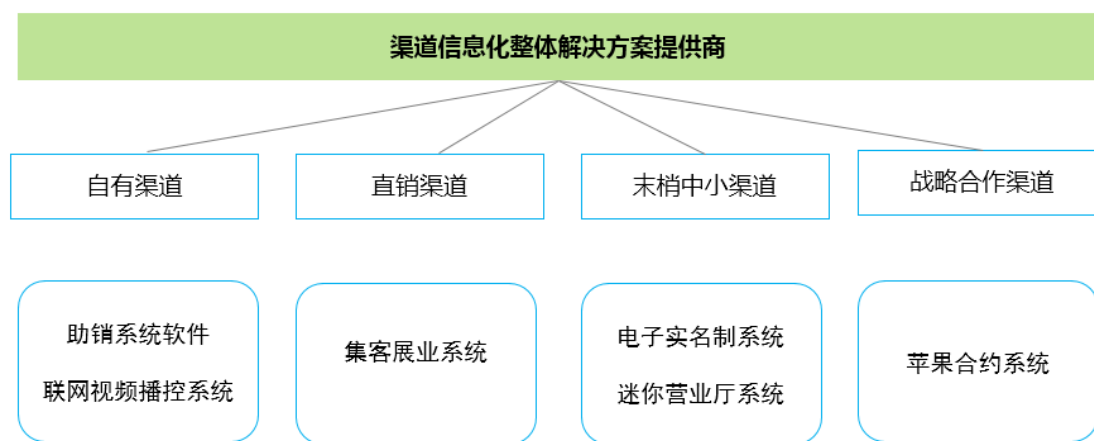 渠道信息化整体解决方案提供商
自有渠道
直销渠道
末梢中小渠道
战略合作渠道
助销系统软件
联网视频播控系统
集客展业系统
电子实名制系统
迷你营业厅系统
苹果合约系统